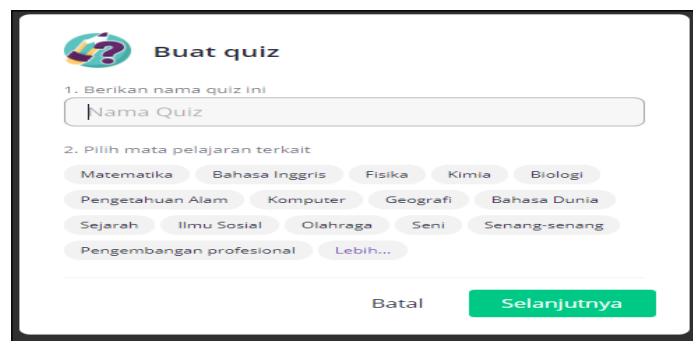 Buat quiz
1. Berikan nama quiz ini
Nama Quiz
2. Pilih mata pelajaran terkait
Matematika Bahasa Inggris Fisika Kimia Biologi
Pengetahuan Alam Komputer Geografi Bahasa Dunia
Sejarah Ilmu Sosial Olahraga Seni Senang-senang
Pengembangan profesional Lebih...
Batal Selanjutnya